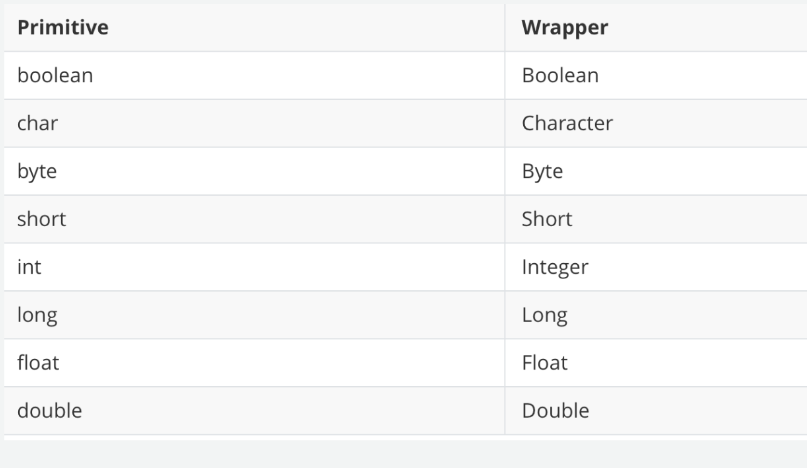 Primitive Wrapper
boolean Boolean
char Character
byte Byte
short Short
int Integer
long Long
float Float
double Double